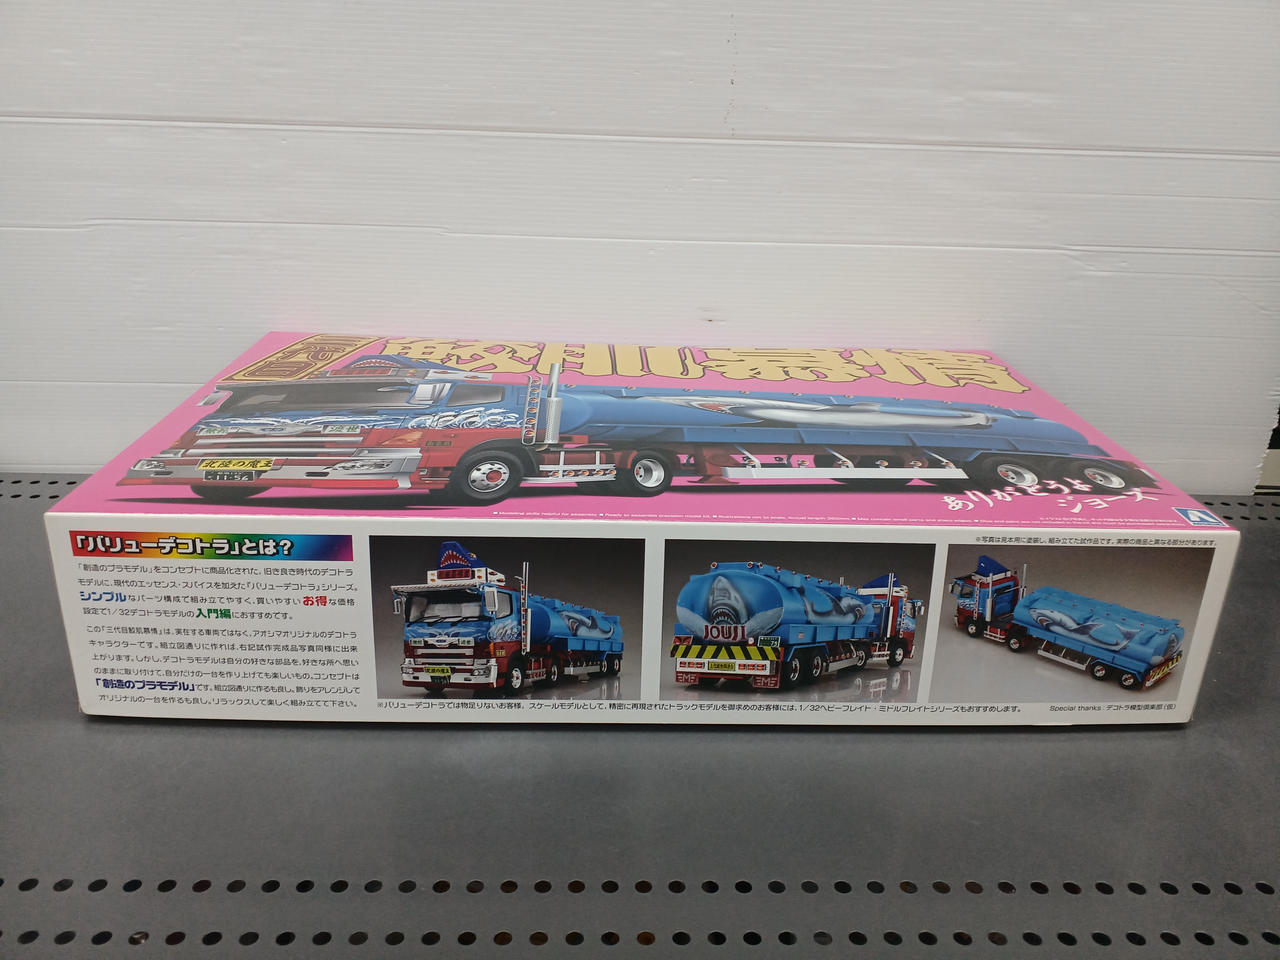 三代目
鮫肌慕情
無線
渡世
北陸の魔王
11-54
ありがとうよ
ジョーズ
「バリューデコトラ」とは?
「創造のプラモデル」をコンセプトに商品化された、旧き良き時代のデコトラ
モデルに、現代のエッセンス・スパイスを加えた『バリューデコトラ』シリーズ。
シンプルなパーツ構成で組み立てやすく、買いやすいお得な価格
設定で1/32デコトラモデルの入門編におすすめです。
この「三代目鮫肌慕情」は、実在する車両ではなく、アオシマオリジナルのデコトラ
キャラクターです。組立図通りに作れば、右記試作完成品写真同様に出来
上がります。しかし、デコトラモデルは自分の好きな部品を、好きな所へ思い
のままに取り付けて、自分だけの一台を作り上げても楽しいもの。コンセプトは
「創造のプラモデル」です。組立図通りに作るも良し、飾りをアレンジして
オリジナルの一台を作るも良し。リラックスして楽しく組み立てて下さい。
JOUJI
※写真は見本用に塗装し、組み立てた試作品です。実際の商品と異なる部分があります。
※バリューデコトラでは物足りないお客様、スケールモデルとして、精密に再現されたトラックモデルを御求めのお客様には、1/32ヘビーフレイト・ミドルフレイトシリーズもおすすめします。
Special thanks:デコトラ模型倶楽部(仮)